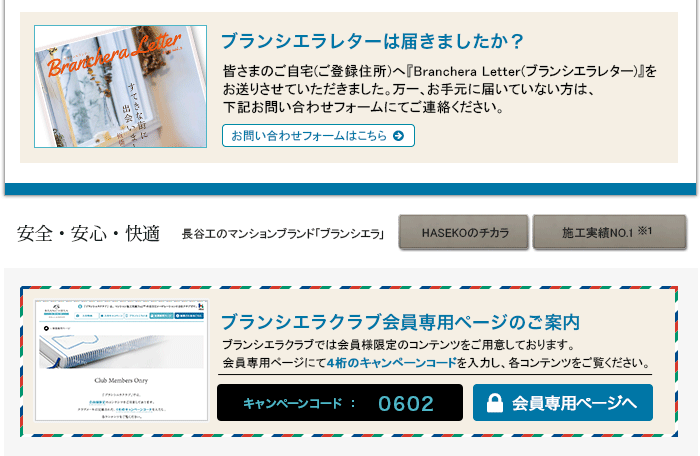 Branchera Letter
すてきな街に
出会いま
ブランシエラレターは届きましたか？
皆さまのご自宅(ご登録住所)へ『Branchera Letter(ブランシエラレター)』を
お送りさせていただきました。万一、お手元に届いていない方は、
下記お問い合わせフォームにてご連絡ください。
お問い合わせフォームはこちら
安全・安心・快適
長谷工のマンションブランド「ブランシエラ」
HASEKOのチカラ
施工実績NO.1 ※1
Club Members Onry
ブランシエラクラブ会員専用ページのご案内
ブランシエラクラブでは会員様限定のコンテンツをご用意しております。
会員専用ページにて4桁のキャンペーンコードを入力し、各コンテンツをご覧ください。
キャンペーンコード ： 0602
会員専用ページへ